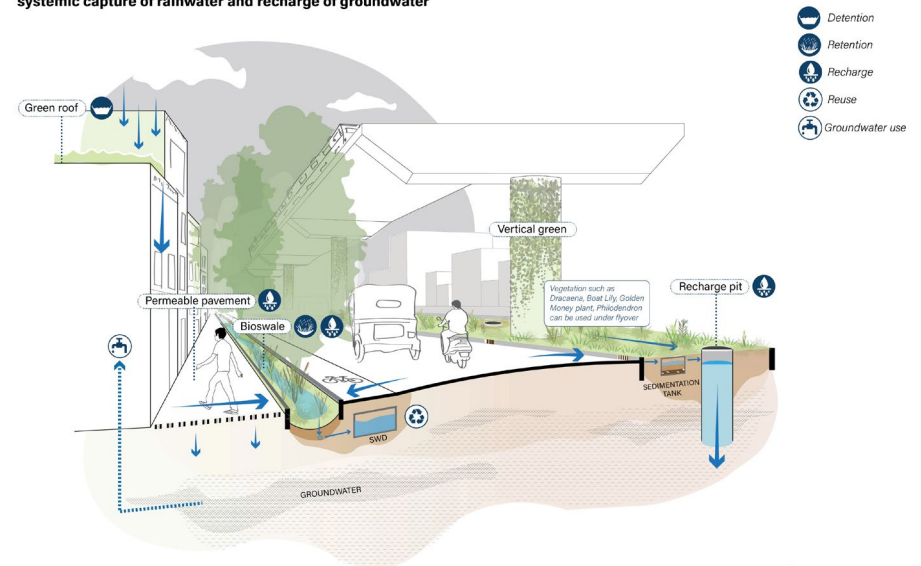 systemic capture of rainwater and recharge of groundwater
Detention
Retention
Recharge
Reuse
Groundwater use
Green roof
Vertical green
Vegetation such as
Dracaena, Boat Lily, Golden
Money plant, Philodendron
can be used under flyover
Recharge pit
Permeable pavement
Bioswale
SEDIMENTATION
TANK
SWD
GROUNDWATER